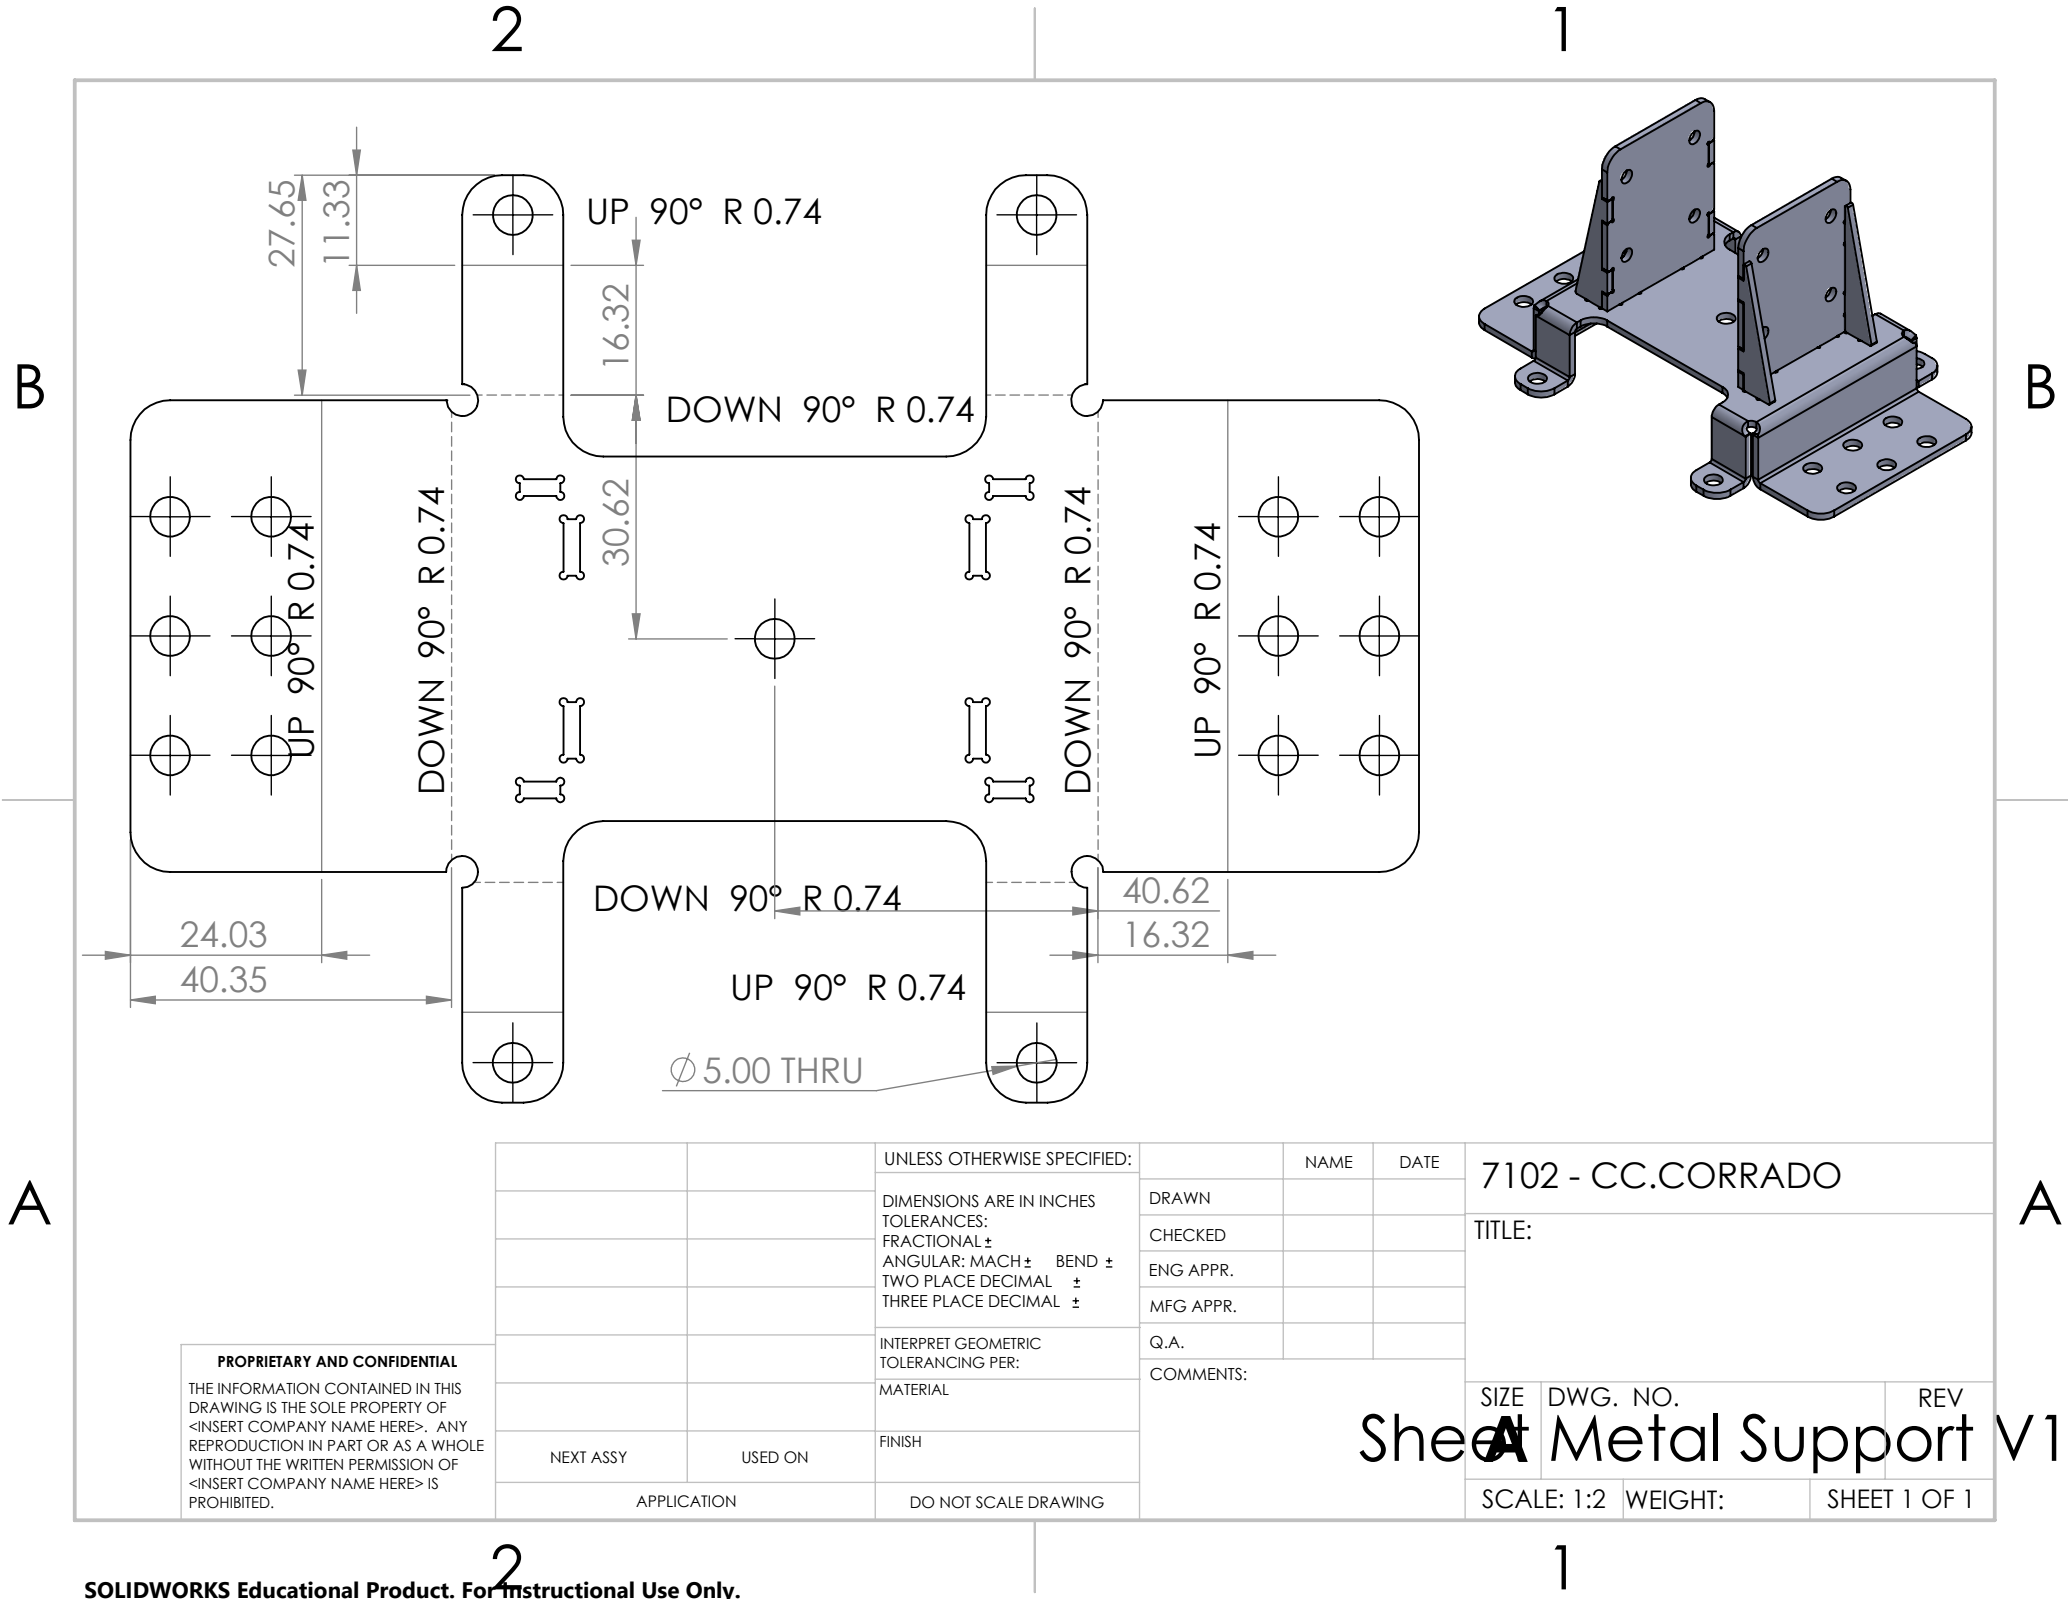 2
1
27.65
11.33
UP 90° R 0.74
16.32
DOWN 90° R 0.74
B
B
30.62
UP 90° R 0.74
DOWN 90° R 0.74
DOWN 90° R 0.74
UP 90° R 0.74
DOWN 90° R 0.74
40.62
24.03
16.32
40.35
UP 90° R 0.74
∅ 5.00 THRU
A
A
UNLESS OTHERWISE SPECIFIED:
DIMENSIONS ARE IN INCHES
TOLERANCES:
FRACTIONAL ±
ANGULAR: MACH ± BEND ±
TWO PLACE DECIMAL ±
THREE PLACE DECIMAL ±
INTERPRET GEOMETRIC
TOLERANCING PER:
MATERIAL
FINISH
DO NOT SCALE DRAWING
NAME DATE
DRAWN
CHECKED
ENG APPR.
MFG APPR.
Q.A.
COMMENTS:
7102 - CC.CORRADO
TITLE:
SIZE DWG. NO. REV
A
Sheet Metal Support V1
SCALE: 1:2 WEIGHT: SHEET 1 OF 1
PROPRIETARY AND CONFIDENTIAL
THE INFORMATION CONTAINED IN THIS
DRAWING IS THE SOLE PROPERTY OF
<INSERT COMPANY NAME HERE>. ANY
REPRODUCTION IN PART OR AS A WHOLE
WITHOUT THE WRITTEN PERMISSION OF
<INSERT COMPANY NAME HERE> IS
PROHIBITED.
NEXT ASSY USED ON
APPLICATION
2
1
SOLIDWORKS Educational Product. For Instructional Use Only.